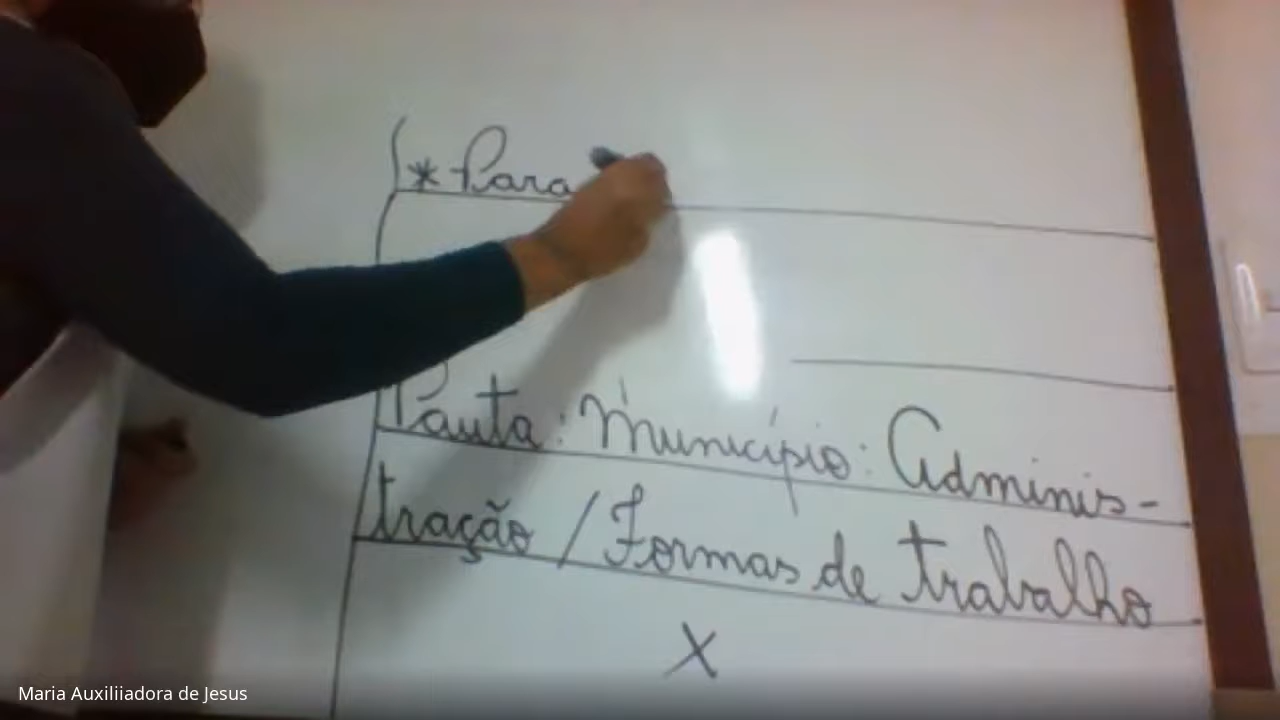 * Para
Pauta: Município: Adminis-
tração / Formas de trabalho
X
Maria Auxiliiadora de Jesus